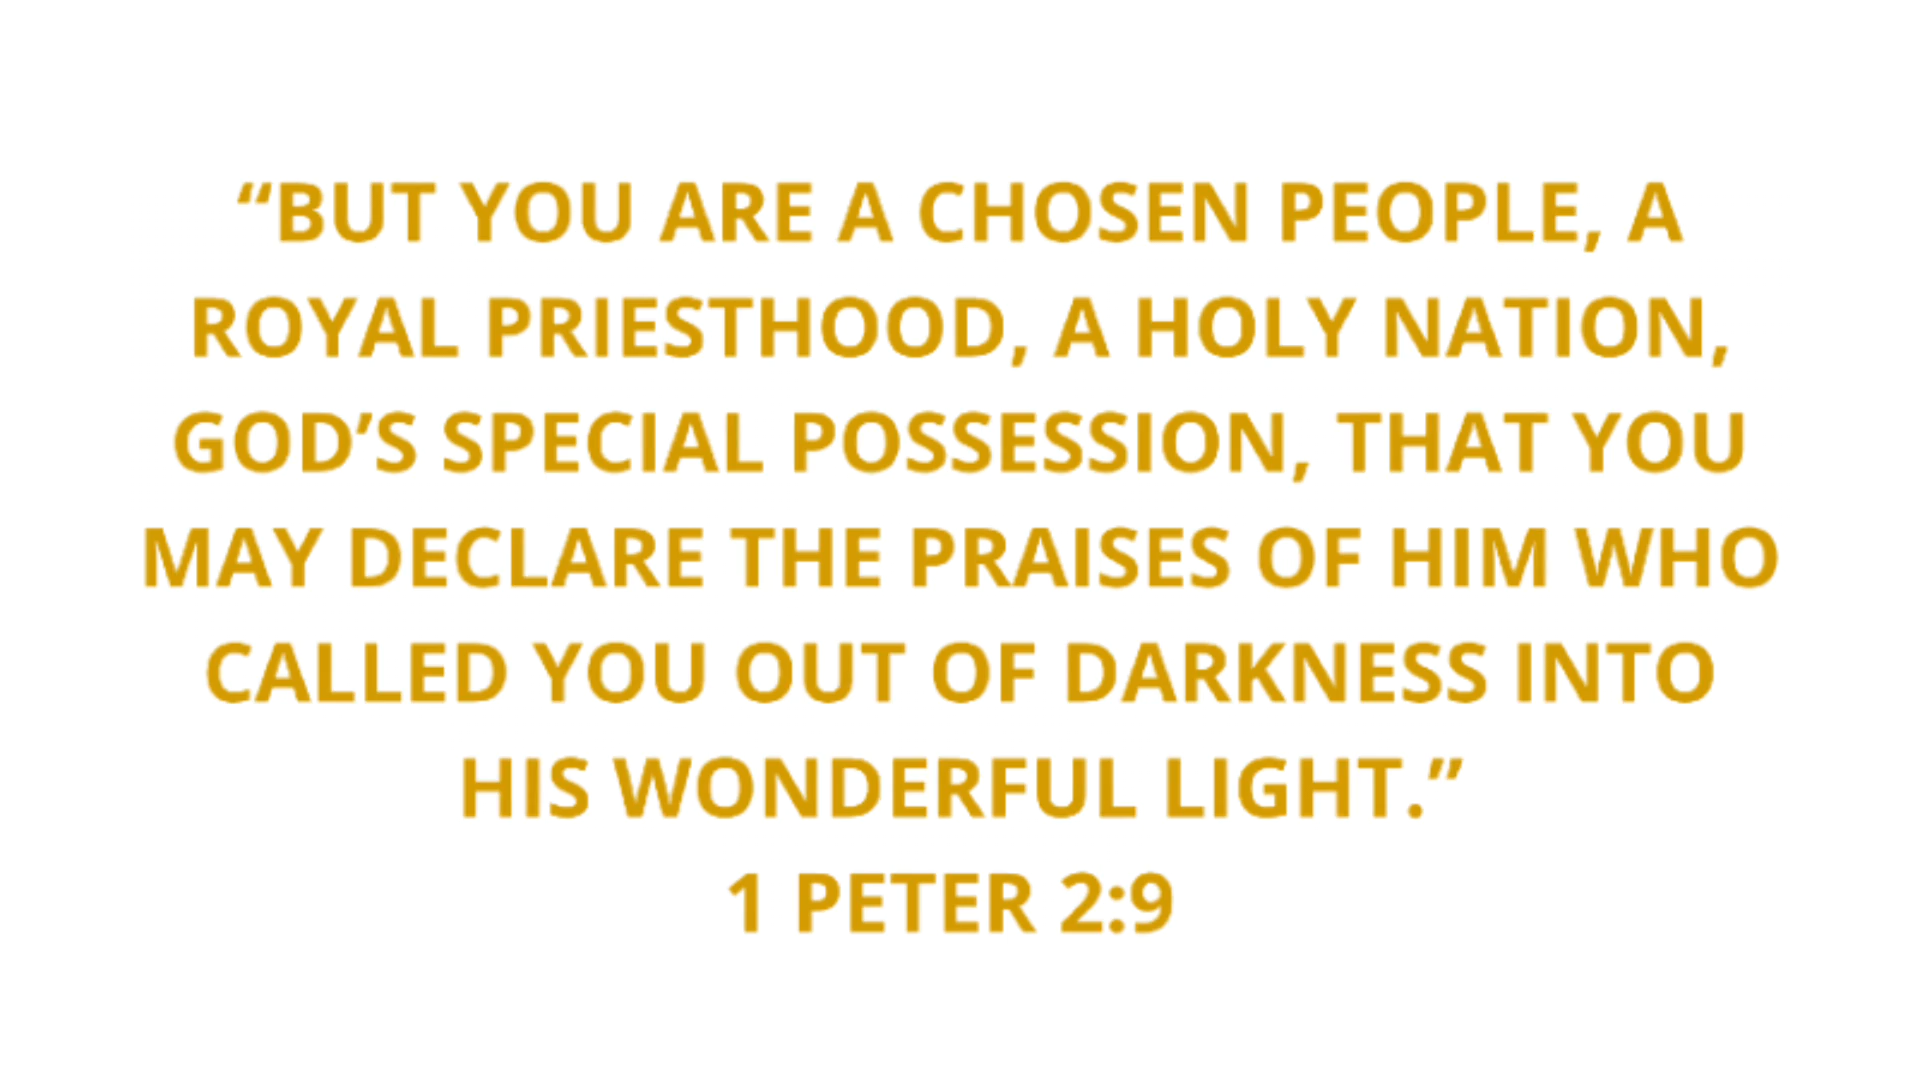 “BUT YOU ARE A CHOSEN PEOPLE, A
ROYAL PRIESTHOOD, A HOLY NATION,
GOD’S SPECIAL POSSESSION, THAT YOU
MAY DECLARE THE PRAISES OF HIM WHO
CALLED YOU OUT OF DARKNESS INTO
HIS WONDERFUL LIGHT.”
1 PETER 2:9